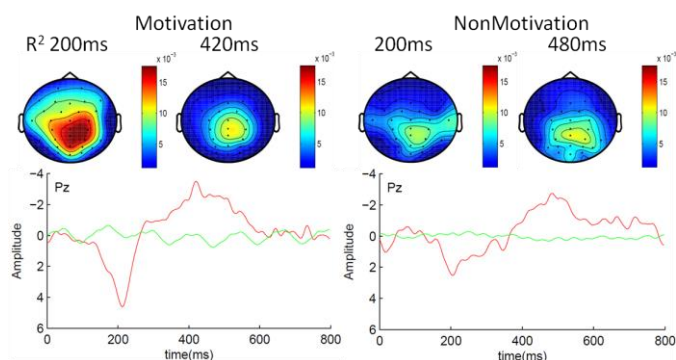 Motivation NonMotivation
R² 200ms 420ms 200ms 480ms
x 10⁻³ x 10⁻³ x 10⁻³ x 10⁻³
15 15 15 15
10 10 10 10
5 5 5 5
Pz Pz
-4 -4
-2 -2
0 0
2 2
4 4
6 6
Amplitude Amplitude
0 200 400 600 800 0 200 400 600 800
time(ms) time(ms)